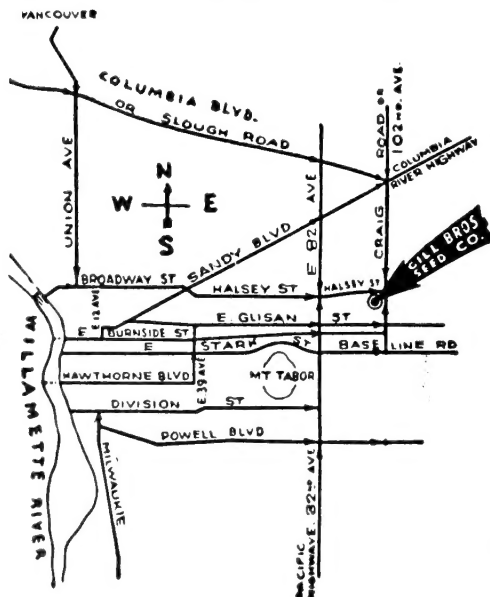 VANCOUVER
COLUMBIA BLVD.
OR SLOUGH ROAD
ROAD OR
102ND. AVE.
COLUMBIA
RIVER HIGHWAY
UNION AVE
N
W E
S
SANDY BLVD
E 82 AVE
CRAIG
GILL BROS
SEED CO.
BROADWAY ST
HALSEY ST
HALSEY ST
E 12 AVE
E. GLISAN ST
E BURNSIDE ST
E STARK ST
BASE LINE RD
HAWTHORNE BLVD
E 39 AVE
MT TABOR
DIVISION ST
POWELL BLVD
WILLAMETTE RIVER
MILWAUKIE
PACIFIC
HIGHWAY. 82ND AVE